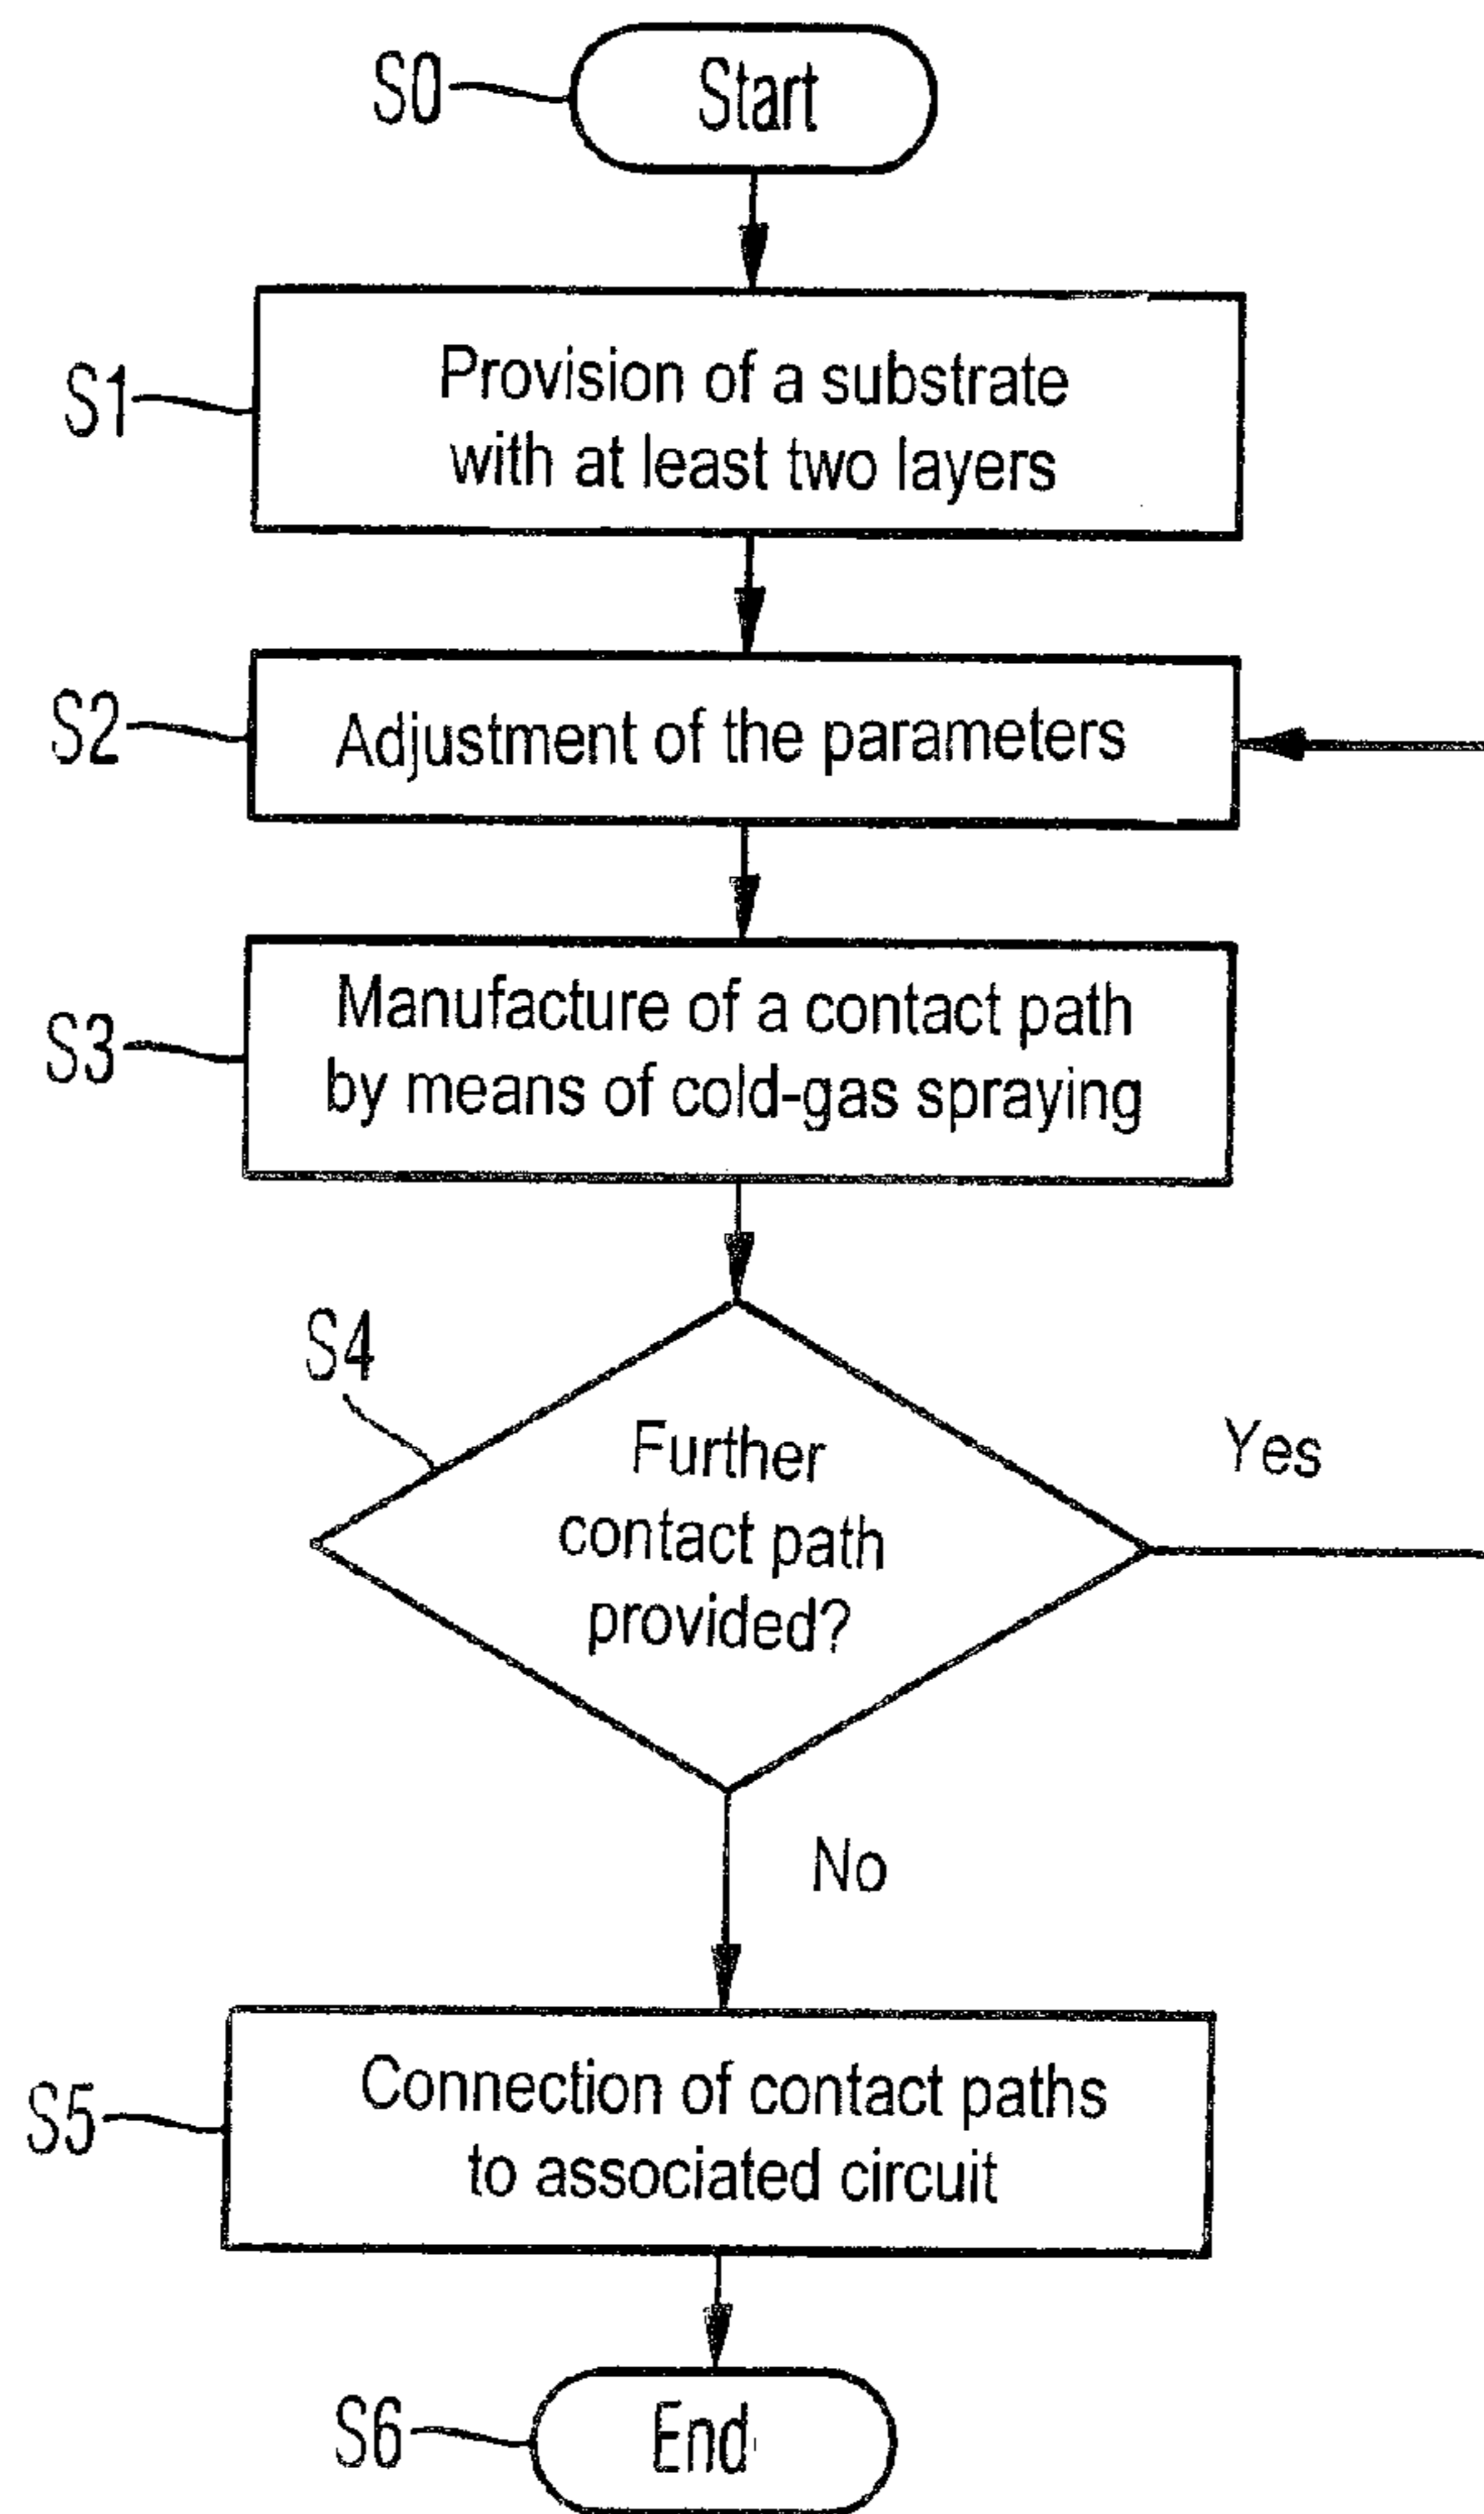 S0
Start
S1
Provision of a substrate
with at least two layers
S2
Adjustment of the parameters
S3
Manufacture of a contact path
by means of cold-gas spraying
S4
Further
contact path
provided?
Yes
No
S5
Connection of contact paths
to associated circuit
S6
End